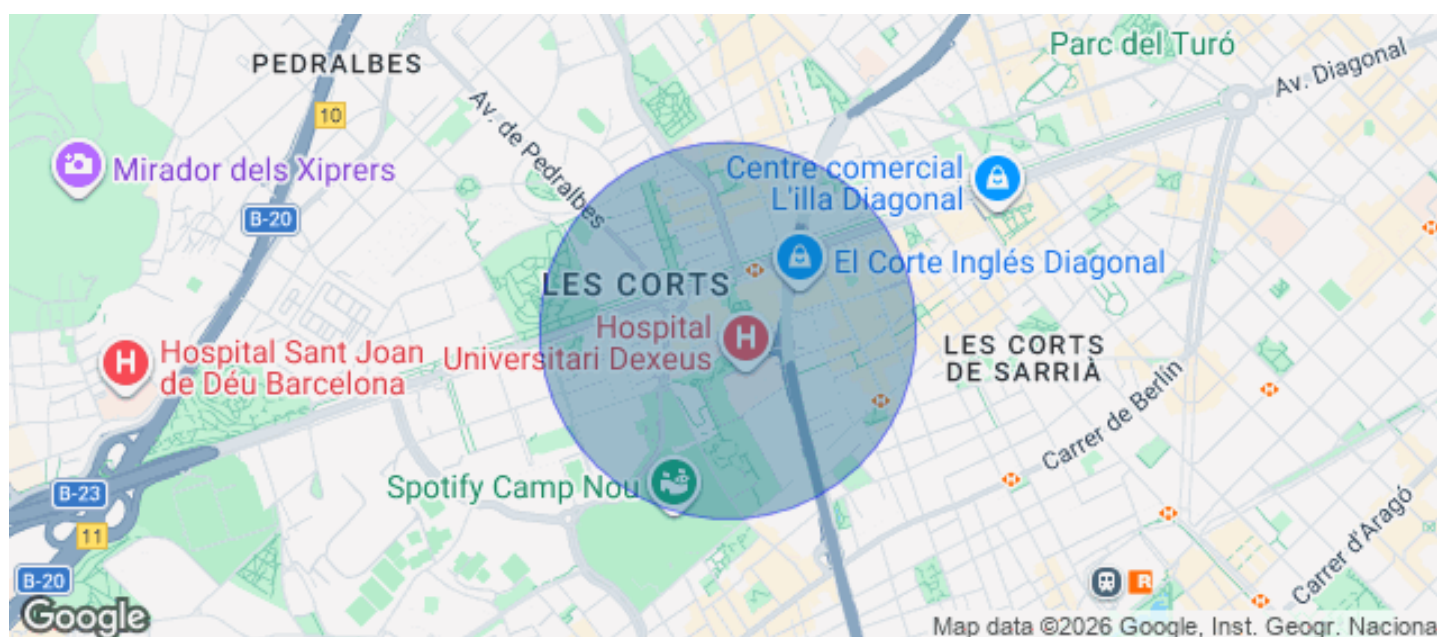 PEDRALBES
Parc del Turó
Av. Diagonal
10
Av. de Pedralbes
Mirador dels Xiprers
Centre comercial
L'illa Diagonal
B-20
El Corte Inglés Diagonal
LES CORTS
Hospital
Universitari Dexeus
Hospital Sant Joan
de Déu Barcelona
LES CORTS
DE SARRIÀ
Carrer de Berlín
Spotify Camp Nou
B-23
11
Carrer d'Aragó
B-20
R
Google
Map data ©2026 Google, Inst. Geogr. Naciona